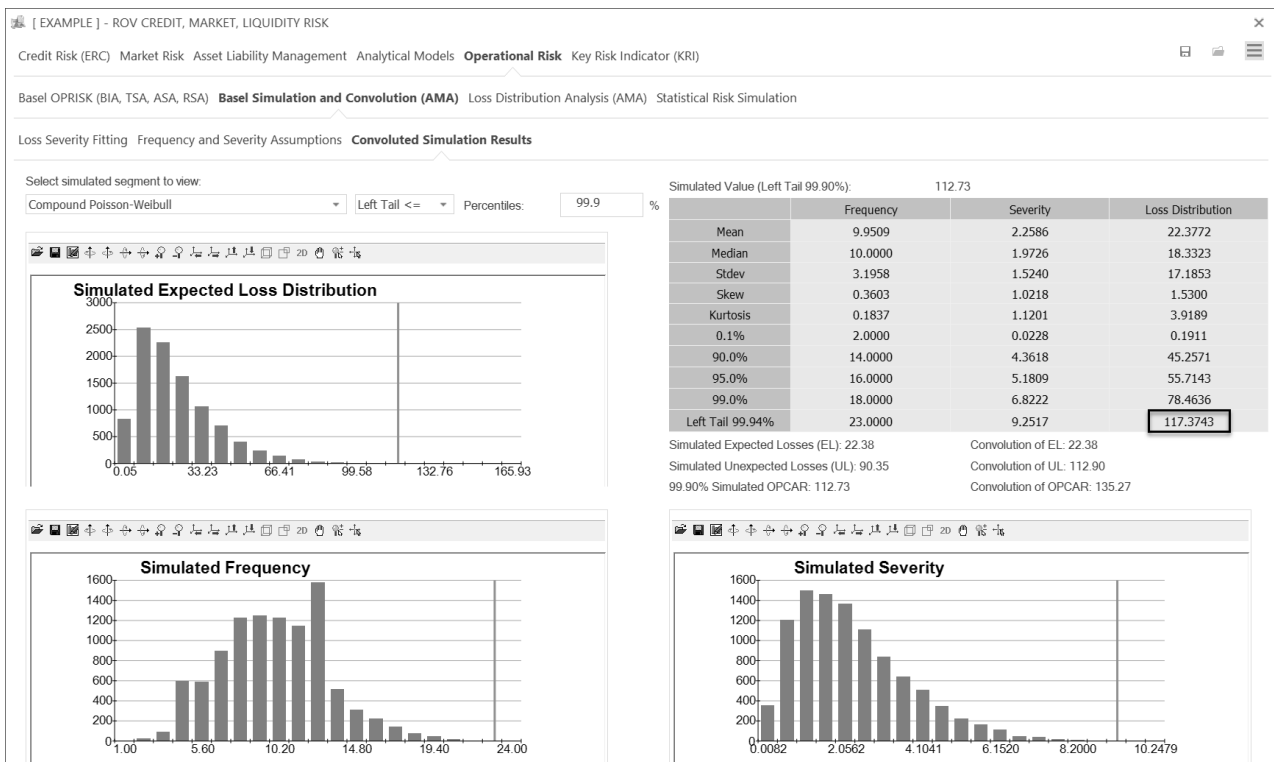 [ EXAMPLE ] - ROV CREDIT, MARKET, LIQUIDITY RISK
Credit Risk (ERC) Market Risk Asset Liability Management Analytical Models Operational Risk Key Risk Indicator (KRI)
Basel OPRISK (BIA, TSA, ASA, RSA) Basel Simulation and Convolution (AMA) Loss Distribution Analysis (AMA) Statistical Risk Simulation
Loss Severity Fitting Frequency and Severity Assumptions Convoluted Simulation Results
Select simulated segment to view:
Compound Poisson-Weibull Left Tail <= Percentiles: 99.9 %
2D
Simulated Expected Loss Distribution
3000
2500
2000
1500
1000
500
0
0.05 33.23 66.41 99.58 132.76 165.93
Simulated Value (Left Tail 99.90%): 112.73
Frequency Severity Loss Distribution
Mean 9.9509 2.2586 22.3772
Median 10.0000 1.9726 18.3323
Stdev 3.1958 1.5240 17.1853
Skew 0.3603 1.0218 1.5300
Kurtosis 0.1837 1.1201 3.9189
0.1% 2.0000 0.0228 0.1911
90.0% 14.0000 4.3618 45.2571
95.0% 16.0000 5.1809 55.7143
99.0% 18.0000 6.8222 78.4636
Left Tail 99.94% 23.0000 9.2517 117.3743
Simulated Expected Losses (EL): 22.38 Convolution of EL: 22.38
Simulated Unexpected Losses (UL): 90.35 Convolution of UL: 112.90
99.90% Simulated OPCAR: 112.73 Convolution of OPCAR: 135.27
2D
Simulated Frequency
1600
1400
1200
1000
800
600
400
200
0
1.00 5.60 10.20 14.80 19.40 24.00
2D
Simulated Severity
1600
1400
1200
1000
800
600
400
200
0
0.0082 2.0562 4.1041 6.1520 8.2000 10.2479